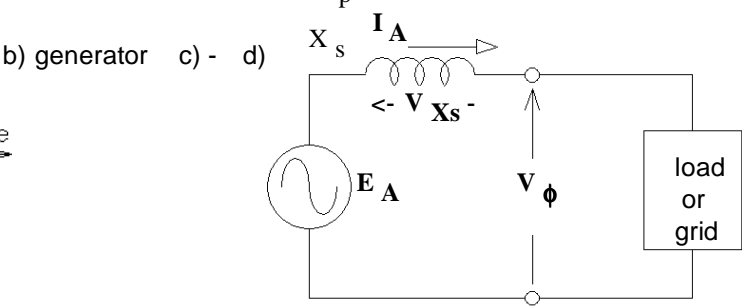 p
b) generator c) - d)
X s
I A
<- V Xs -
e
E A
V ϕ
load
or
grid